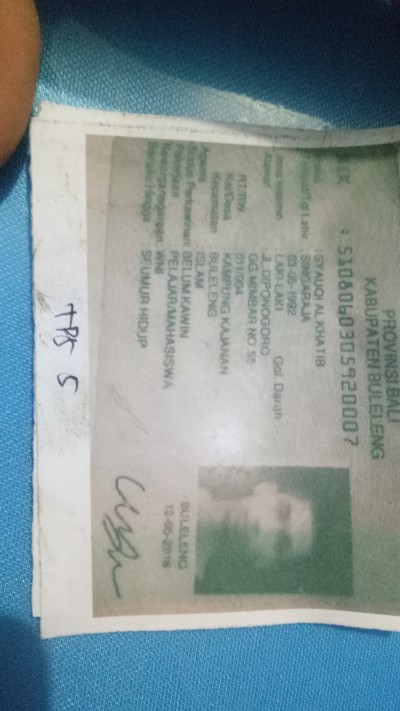 PROVINSI BALI
KABUPATEN BULELENG
NIK : 5108060305920007
: SYAUQI AL KHATIB
Tempat/Tgl Lahir : SINGARAJA
03-05-1992
Jenis kelamin : LAKI-LAKI Gol. Darah :
Alamat : JL DIPONOGORO
GG MAWAR NO 55
RT/RW : 011/004
Kel/Desa : KAMPUNG KAJANAN
Kecamatan : BULELENG
Agama : ISLAM
Status Perkawinan: BELUM KAWIN
Pekerjaan : PELAJAR/MAHASISWA
Kewarganegaraan: WNI
Berlaku Hingga : SEUMUR HIDUP
BULELENG
12-05-2016
TPS 5